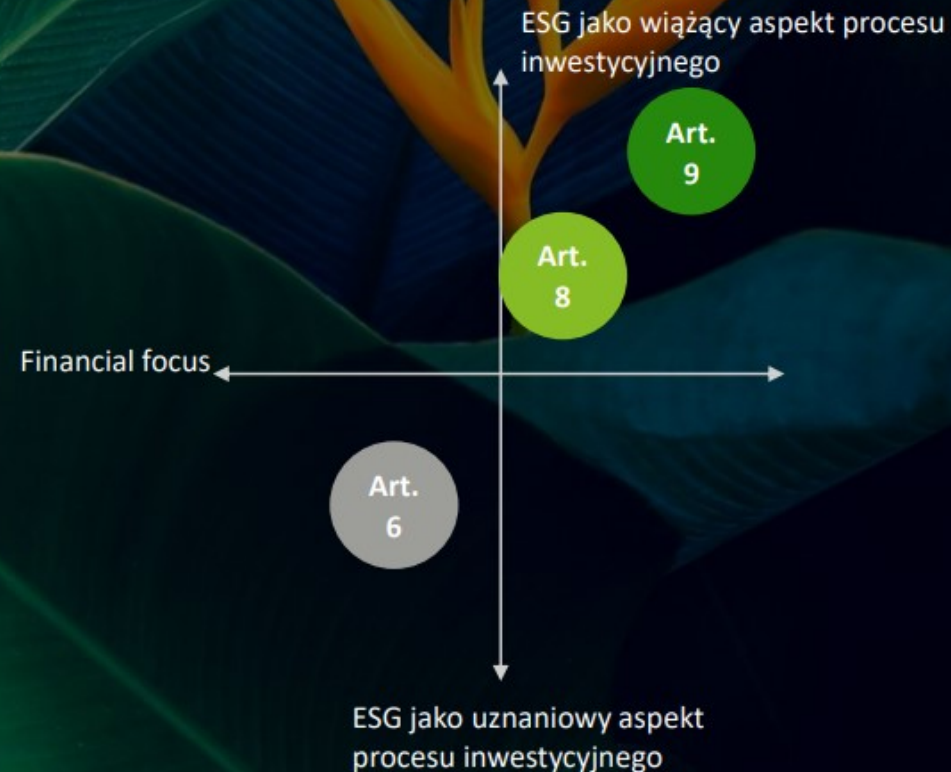 ESG jako wiążący aspekt procesu
inwestycyjnego
Art.
9
Art.
8
Financial focus
Art.
6
ESG jako uznaniowy aspekt
procesu inwestycyjnego